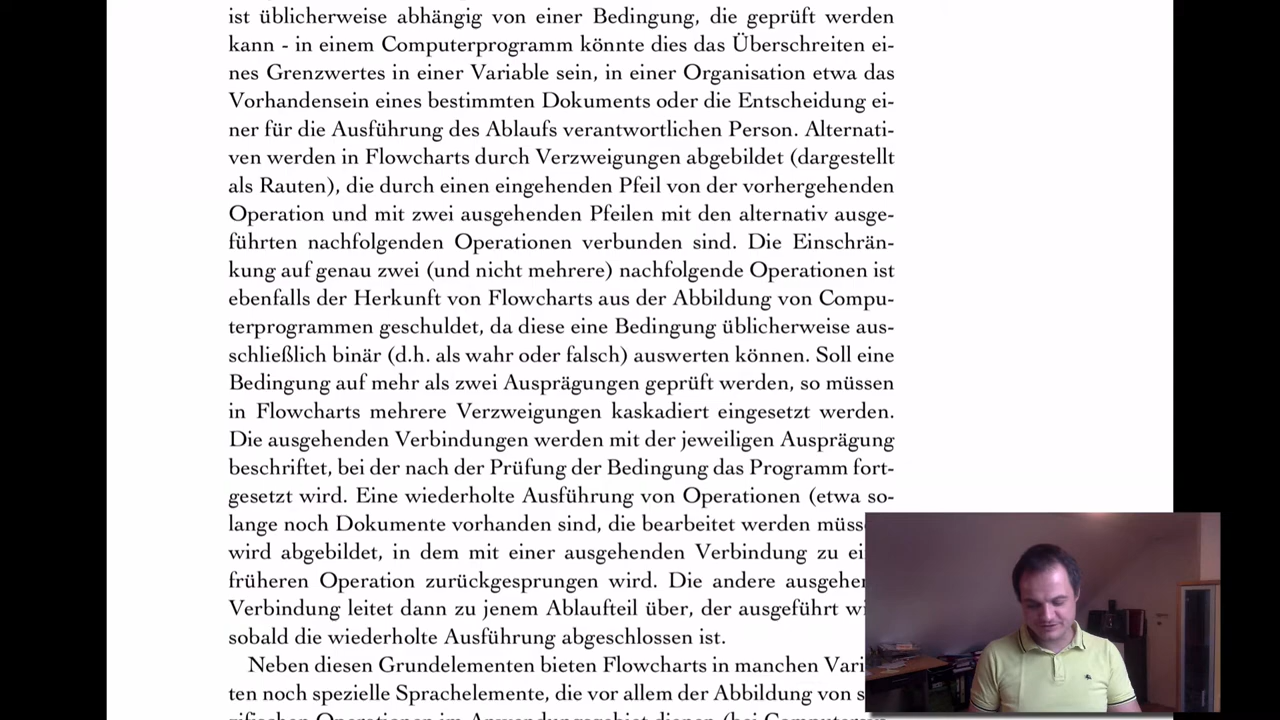 ist üblicherweise abhängig von einer Bedingung, die geprüft werden
kann - in einem Computerprogramm könnte dies das Überschreiten ei-
nes Grenzwertes in einer Variable sein, in einer Organisation etwa das
Vorhandensein eines bestimmten Dokuments oder die Entscheidung ei-
ner für die Ausführung des Ablaufs verantwortlichen Person. Alternati-
ven werden in Flowcharts durch Verzweigungen abgebildet (dargestellt
als Rauten), die durch einen eingehenden Pfeil von der vorhergehenden
Operation und mit zwei ausgehenden Pfeilen mit den alternativ ausge-
führten nachfolgenden Operationen verbunden sind. Die Einschrän-
kung auf genau zwei (und nicht mehrere) nachfolgende Operationen ist
ebenfalls der Herkunft von Flowcharts aus der Abbildung von Compu-
terprogrammen geschuldet, da diese eine Bedingung üblicherweise aus-
schließlich binär (d.h. als wahr oder falsch) auswerten können. Soll eine
Bedingung auf mehr als zwei Ausprägungen geprüft werden, so müssen
in Flowcharts mehrere Verzweigungen kaskadiert eingesetzt werden.
Die ausgehenden Verbindungen werden mit der jeweiligen Ausprägung
beschriftet, bei der nach der Prüfung der Bedingung das Programm fort-
gesetzt wird. Eine wiederholte Ausführung von Operationen (etwa so-
lange noch Dokumente vorhanden sind, die bearbeitet werden
wird abgebildet, in dem mit einer ausgehenden Verbindung zu
früheren Operation zurückgesprungen wird. Die andere
Verbindung leitet dann zu jenem Ablaufteil über, der ausgeführt
sobald die wiederholte Ausführung abgeschlossen ist.
Neben diesen Grundelementen bieten Flowcharts in manchen
ten noch spezielle Sprachelemente, die vor allem der Abbildung von